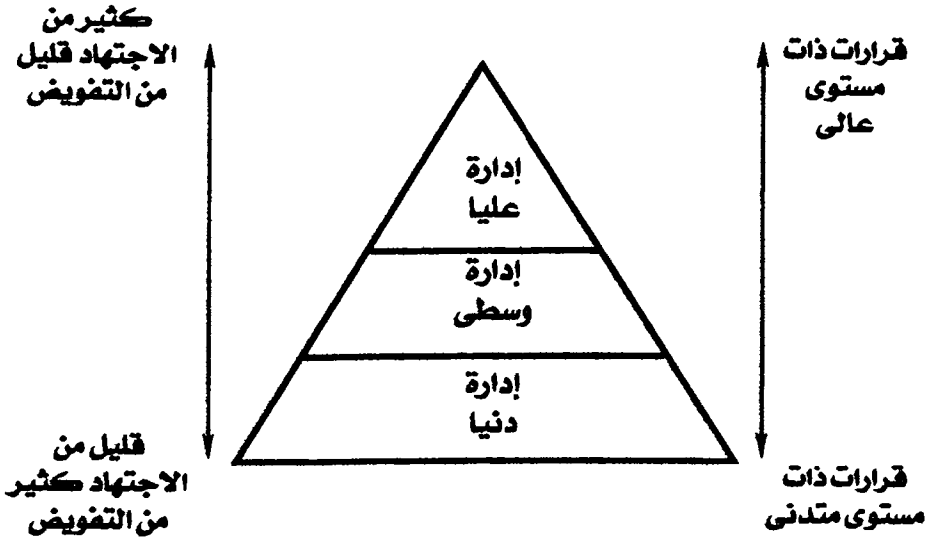 قرارات ذات
مستوى
عالى
كثير من
الاجتهاد قليل
من التفويض
إدارة
عليا
إدارة
وسطى
إدارة
دنيا
قرارات ذات
مستوى متدنى
قليل من
الاجتهاد كثير
من التفويض